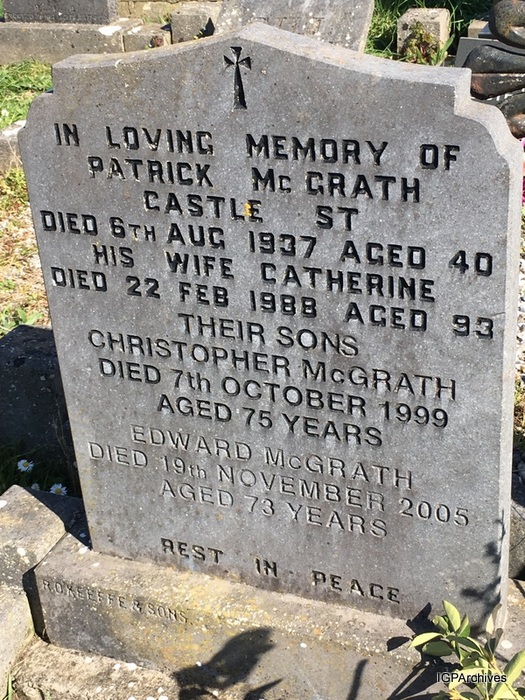 IN LOVING MEMORY OF
PATRICK Mc GRATH
CASTLE ST
DIED 6TH AUG 1937 AGED 40
HIS WIFE CATHERINE
DIED 22 FEB 1988 AGED 93
THEIR SONS
CHRISTOPHER McGRATH
DIED 7th OCTOBER 1999
AGED 75 YEARS
EDWARD McGRATH
DIED 19th NOVEMBER 2005
AGED 73 YEARS
REST IN PEACE
R.O'KEEFFE & SONS.
IGPArchives